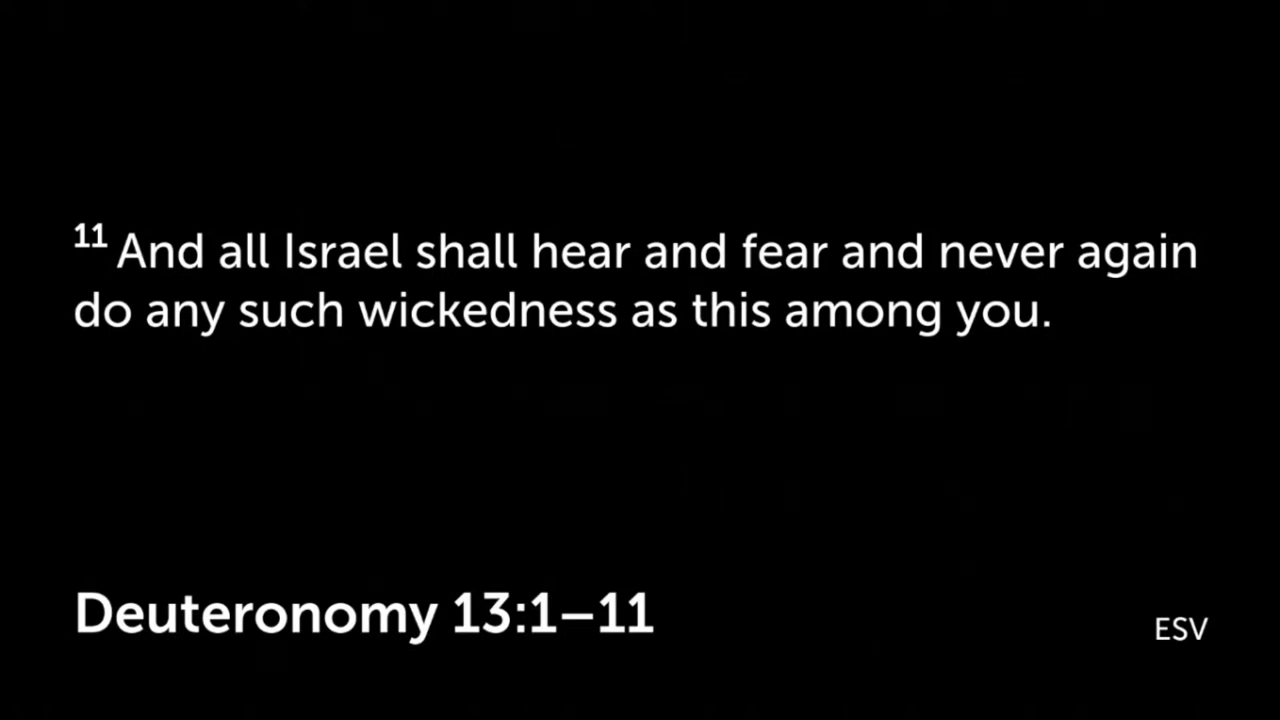 11 And all Israel shall hear and fear and never again
do any such wickedness as this among you.
Deuteronomy 13:1–11
ESV